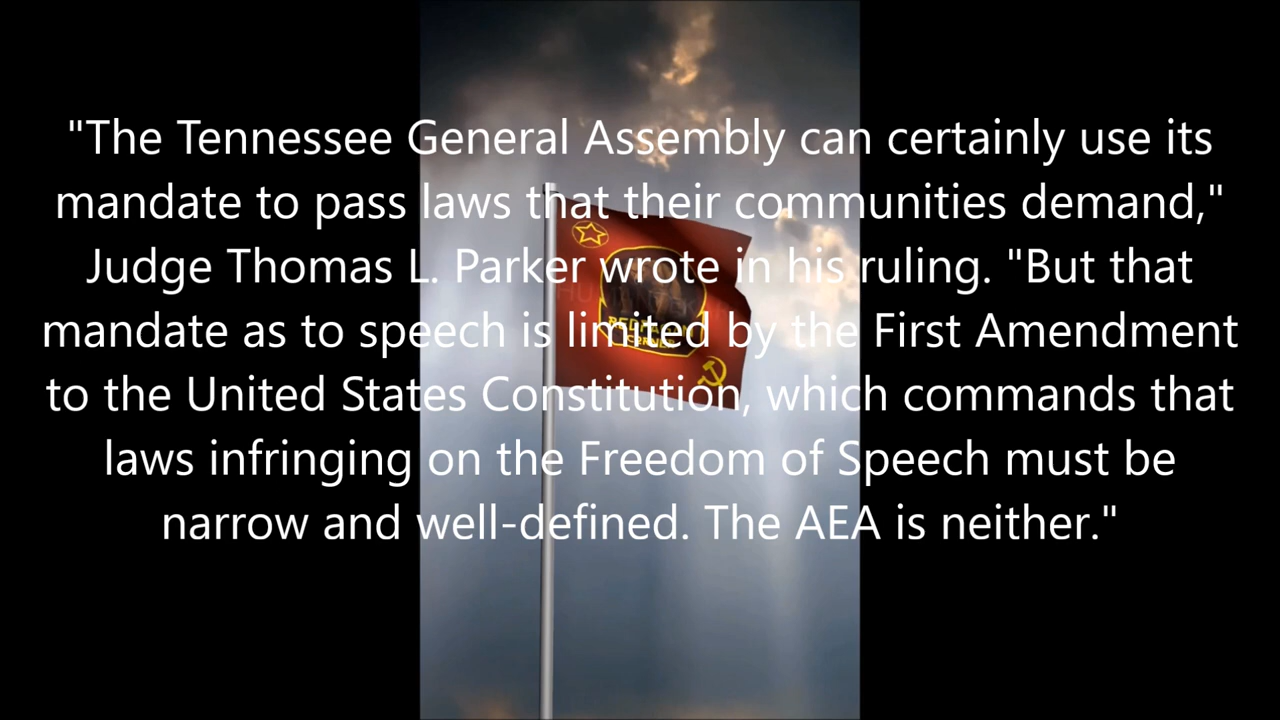 "The Tennessee General Assembly can certainly use its
mandate to pass laws that their communities demand,"
Judge Thomas L. Parker wrote in his ruling. "But that
mandate as to speech is limited by the First Amendment
to the United States Constitution, which commands that
laws infringing on the Freedom of Speech must be
narrow and well-defined. The AEA is neither."